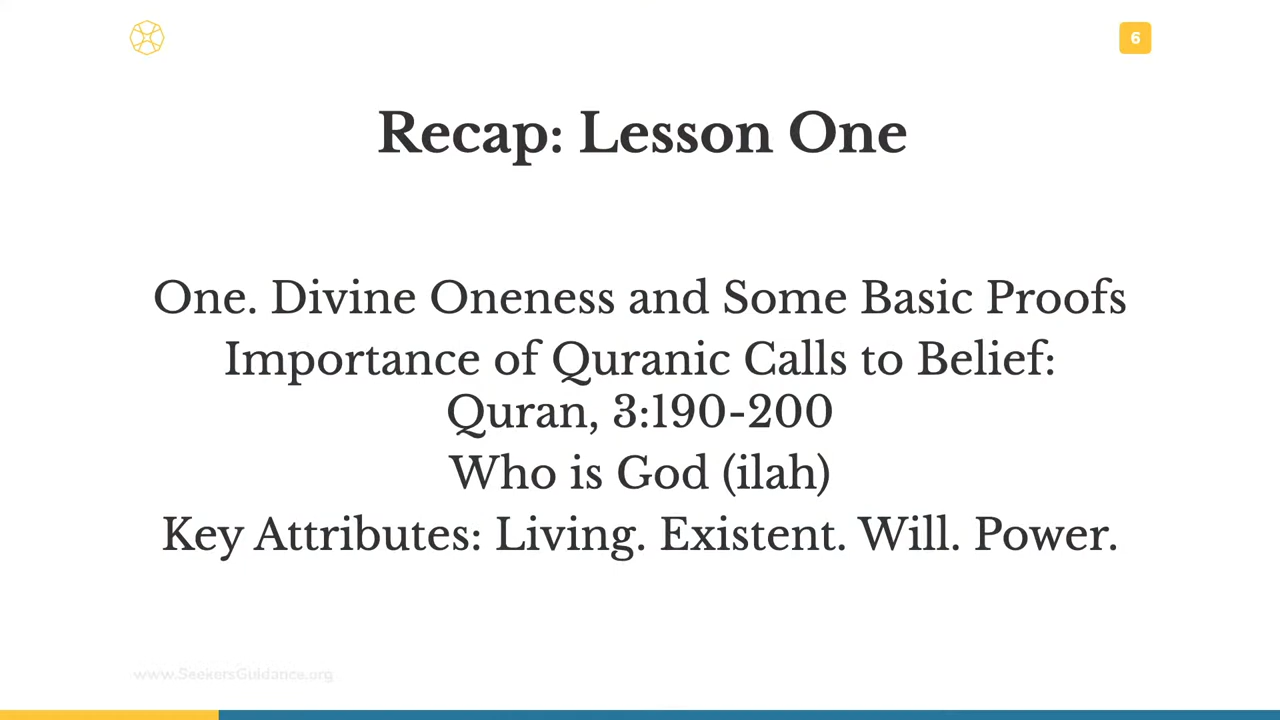 6
Recap: Lesson One
One. Divine Oneness and Some Basic Proofs
Importance of Quranic Calls to Belief:
Quran, 3:190-200
Who is God (ilah)
Key Attributes: Living. Existent. Will. Power.
www.SeekersGuidance.org